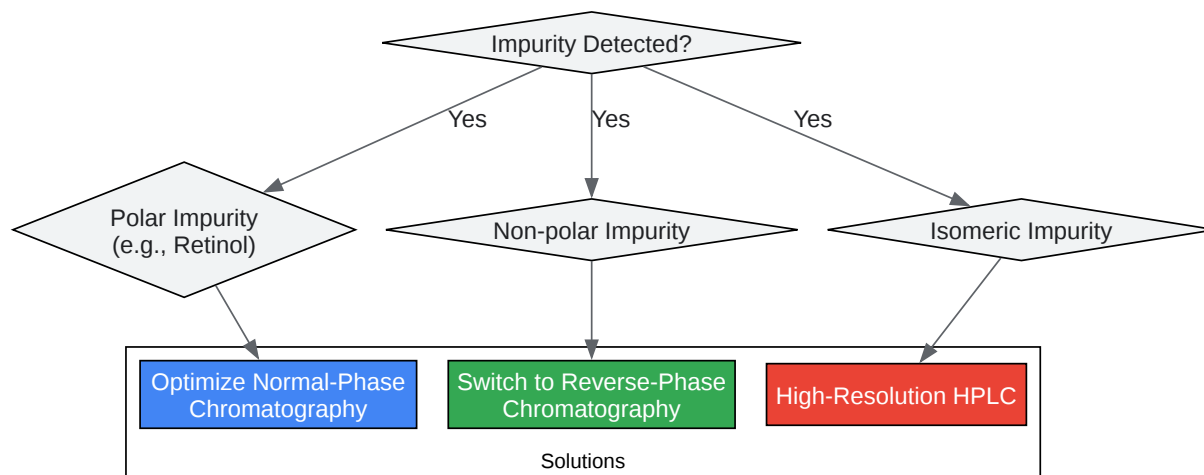 Impurity Detected?
Yes
Yes
Yes
Polar Impurity
(e.g., Retinol)
Non-polar Impurity
Isomeric Impurity
Optimize Normal-Phase
Chromatography
Switch to Reverse-Phase
Chromatography
High-Resolution HPLC
Solutions